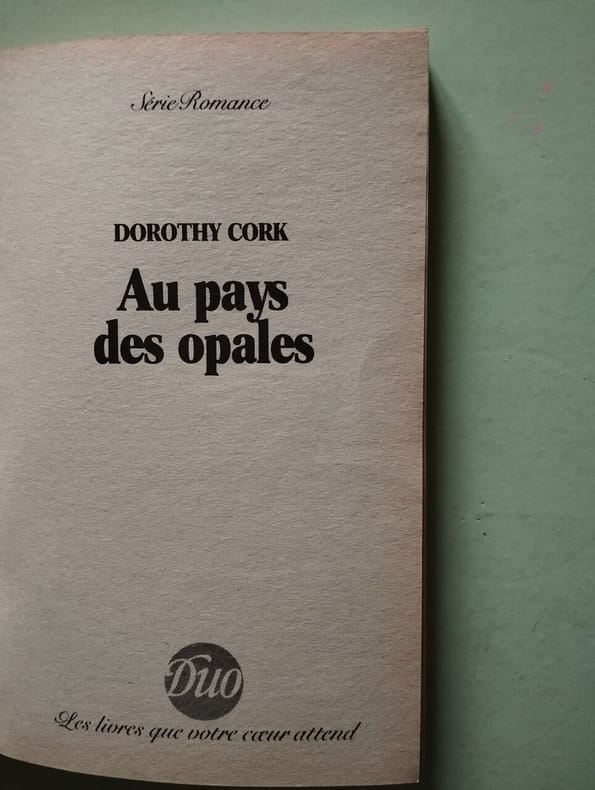 Série Romance
DOROTHY CORK
Au pays
des opales
Duo
Les livres que votre cœur attend